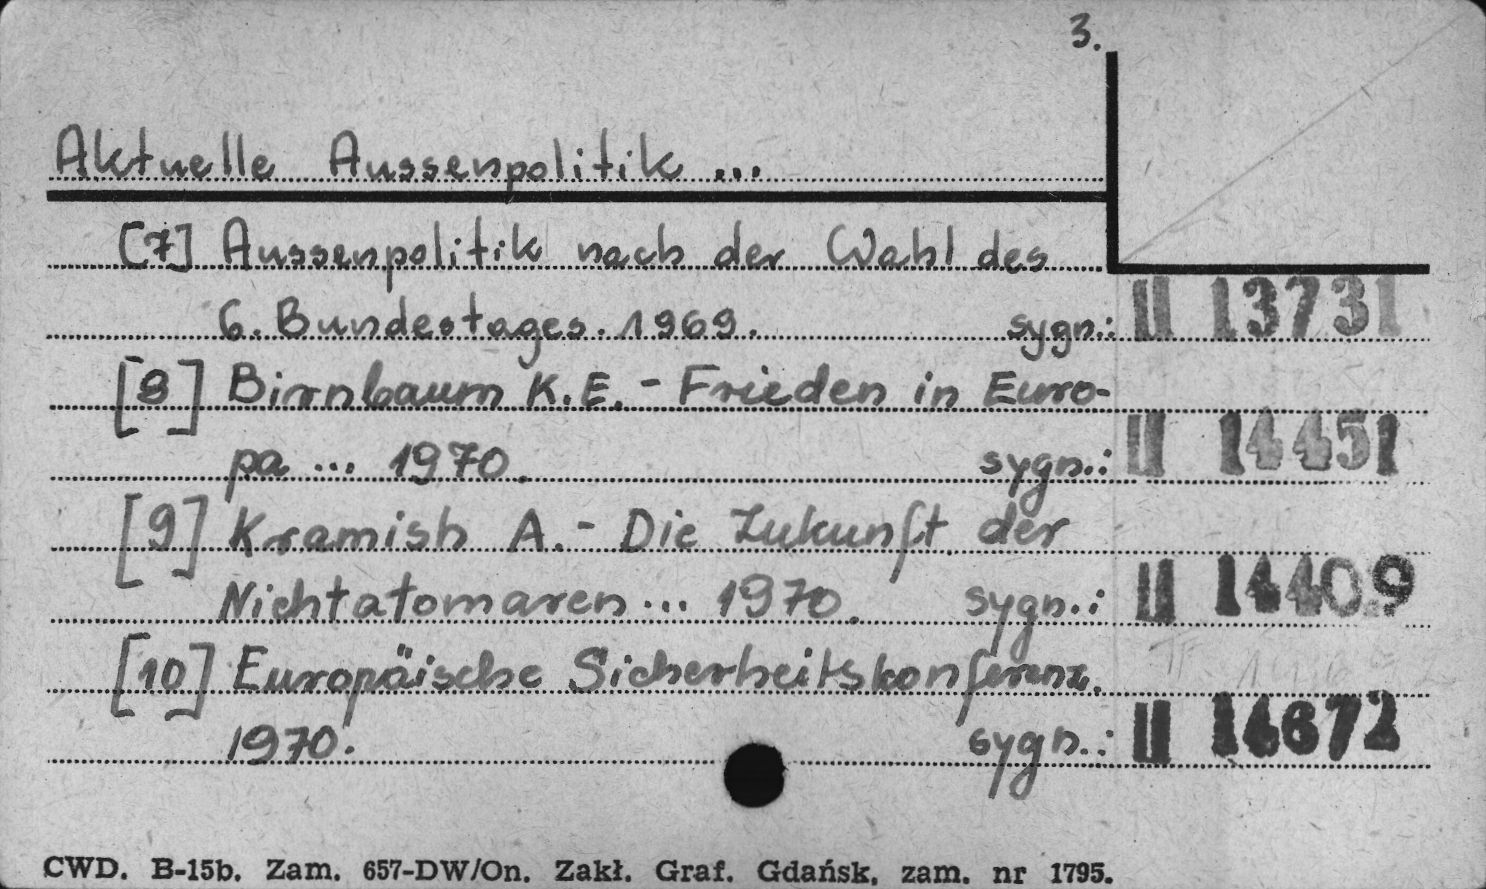 3.
Aktuelle Aussenpolitik ...
[7] Aussenpolitik nach der Wahl des
6. Bundestages. 1969. sygn.: II 13731
[8] Birnbaum K.E. - Frieden in Euro-
pa ... 1970. sygn.: II 14451
[9] Kramish A. - Die Zukunft der
Nichtatomaren ... 1970. sygn.: II 14409
[10] Europäische Sicherheitskonferenz.
1970. sygn.: II 14672
CWD. B-15b. Zam. 657-DW/On. Zakł. Graf. Gdańsk, zam. nr 1795.